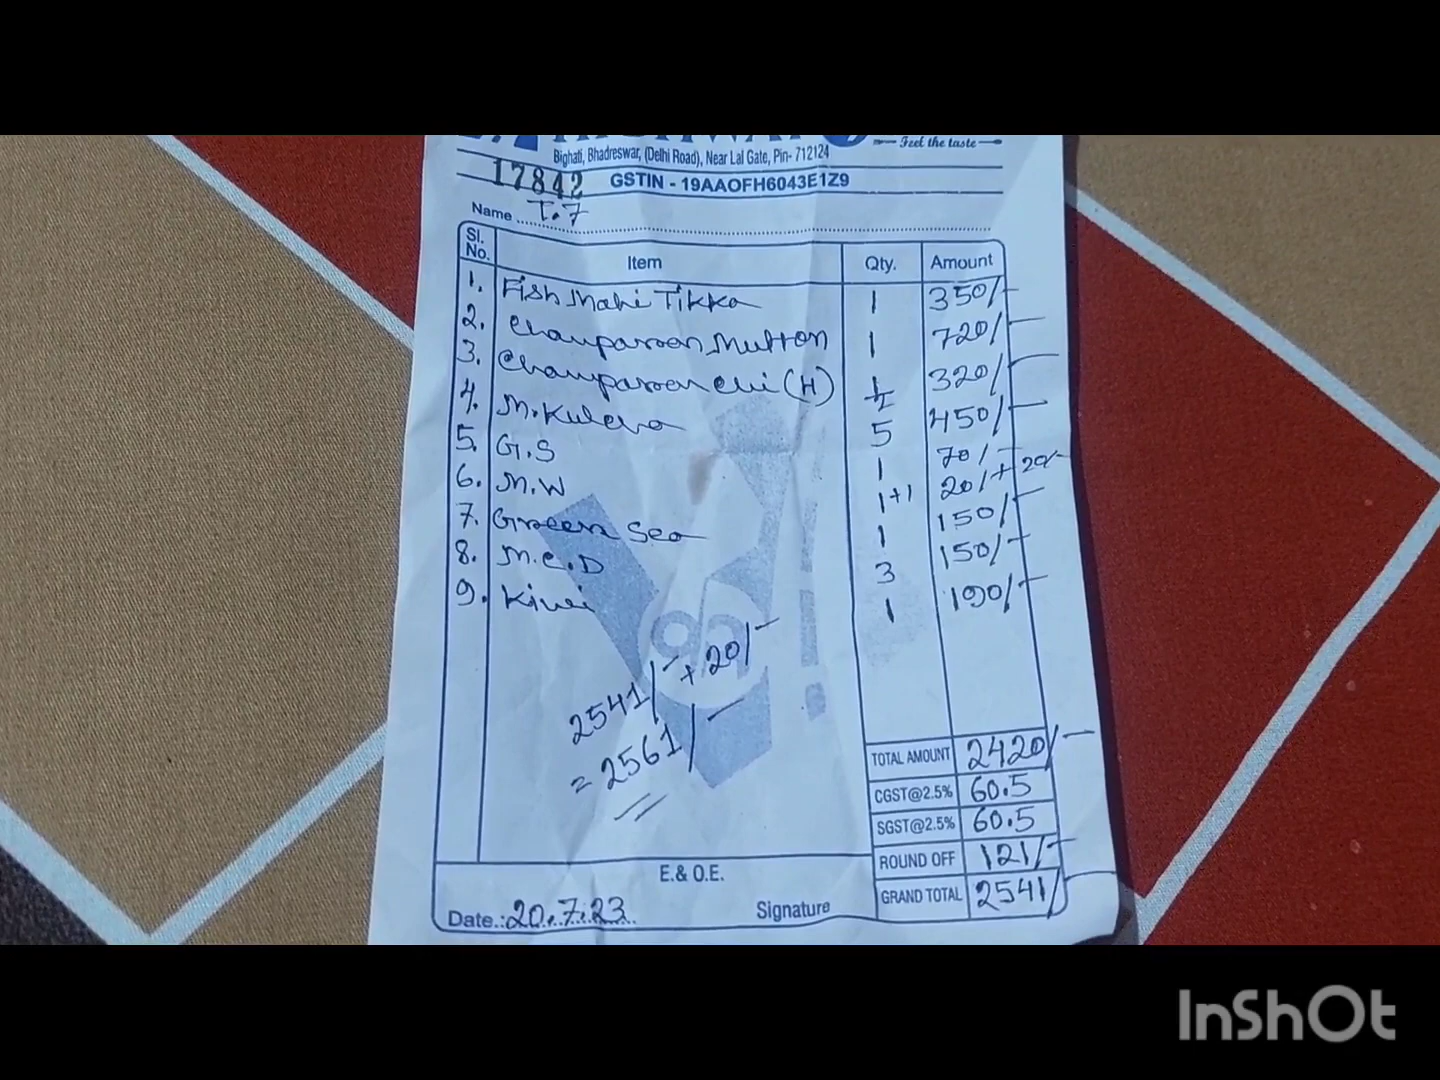 Feel the taste
Bighati, Bhadreswar, (Delhi Road), Near Lal Gate, Pin- 712124
17842 GSTIN - 19AAOFH6043E1Z9
Name T.7
Sl. No. Item Qty. Amount
1. Fish Mahi Tikka 1 350/-
2. Champaran Mutton 1 720/-
3. Champaran Chi (H) 1/2 320/-
4. M. Kulcha 5 450/-
5. G.S 1 70/-
6. M.W 1+1 20/- + 20/-
7. Green Sea 1 150/-
8. M.C.D 3 150/-
9. Kiwi 1 190/-
2541/- + 20/-
= 2561/-
TOTAL AMOUNT 2420/-
CGST@2.5% 60.5
SGST@2.5% 60.5
ROUND OFF 121/-
GRAND TOTAL 2541/-
E.& O.E.
Date.: 20.7.23 Signature
InShOt